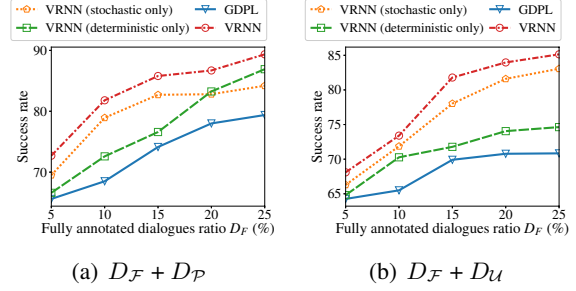 VRNN (stochastic only) GDPL
VRNN (deterministic only) VRNN
90
80
70
Success rate
5 10 15 20 25
Fully annotated dialogues ratio D_F (%)
(a) D_F + D_P
VRNN (stochastic only) GDPL
VRNN (deterministic only) VRNN
85
80
75
70
65
Success rate
5 10 15 20 25
Fully annotated dialogues ratio D_F (%)
(b) D_F + D_U